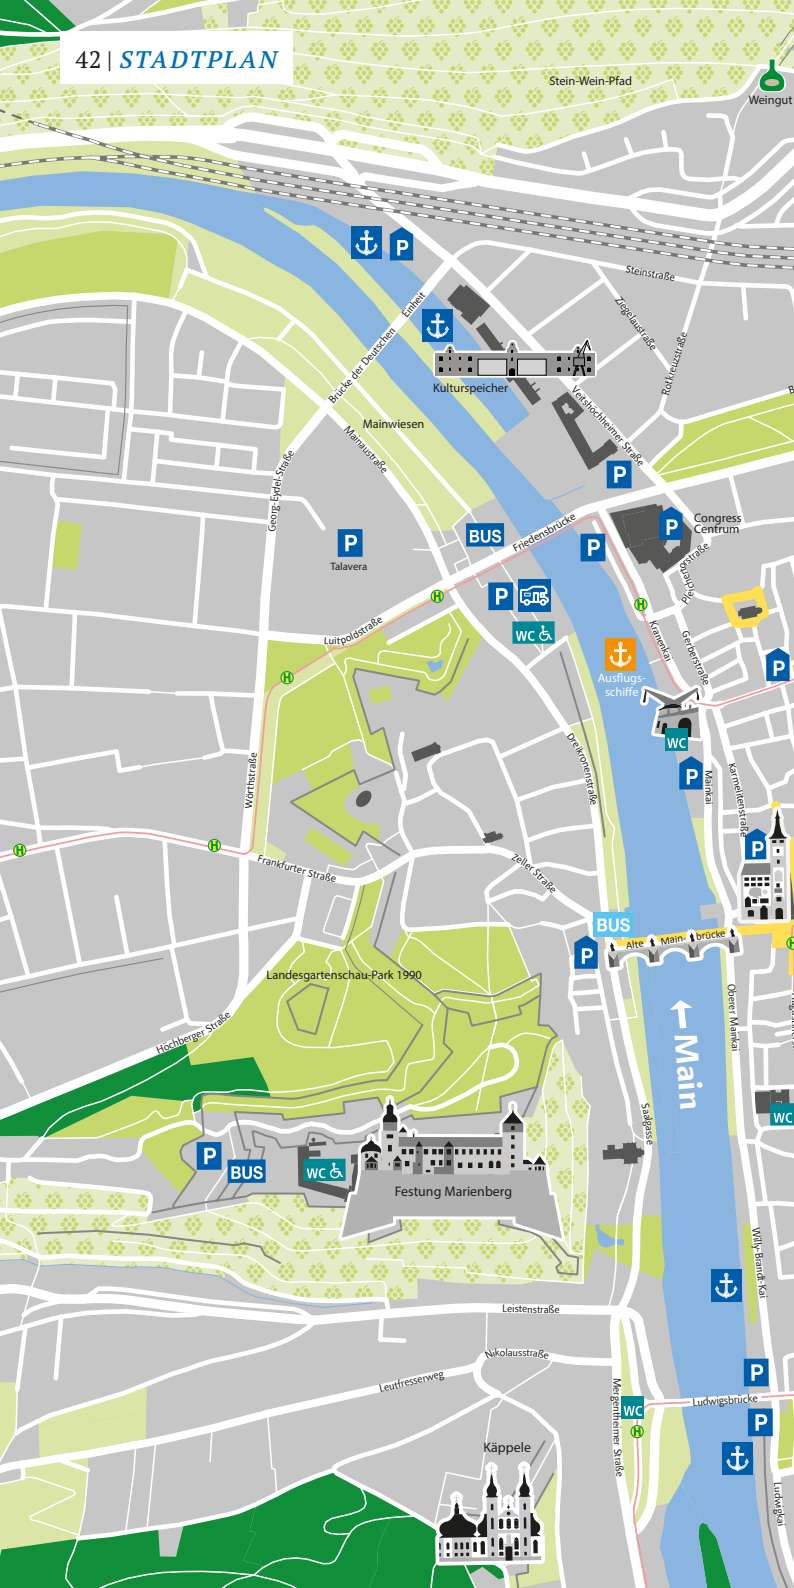 42 | STADTPLAN
Stein-Wein-Pfad
Weingut
P
Steinstraße
Ziegelaustraße
Rotkreuzstraße
Brücke der Deutschen Einheit
Kulturspeicher
Veitshöchheimer Straße
Mainwiesen
Mainaustraße
Georg-Eydel-Straße
P
P
Congress
Centrum
BUS
Friedensbrücke
P
P
Talavera
P
H
H
Luitpoldstraße
WC
Kranenkai
Gerberstraße
P
Ausflugs-
schiffe
H
WC
P
Dreikronenstraße
Mainkai
Karmelitenstraße
Wörthstraße
P
H
H
Frankfurter Straße
Zeller Straße
BUS
Alte Main- brücke
H
P
Landesgartenschau-Park 1990
Oberer Mainkai
Höchberger Straße
Main
WC
Saalgasse
P
BUS
WC
Festung Marienberg
Willy-Brandt-Kai
Leistenstraße
Nikolausstraße
Leutfresserweg
P
Ludwigsbrücke
Mergentheimer Straße
WC
P
H
Käppele
Ludwigkai